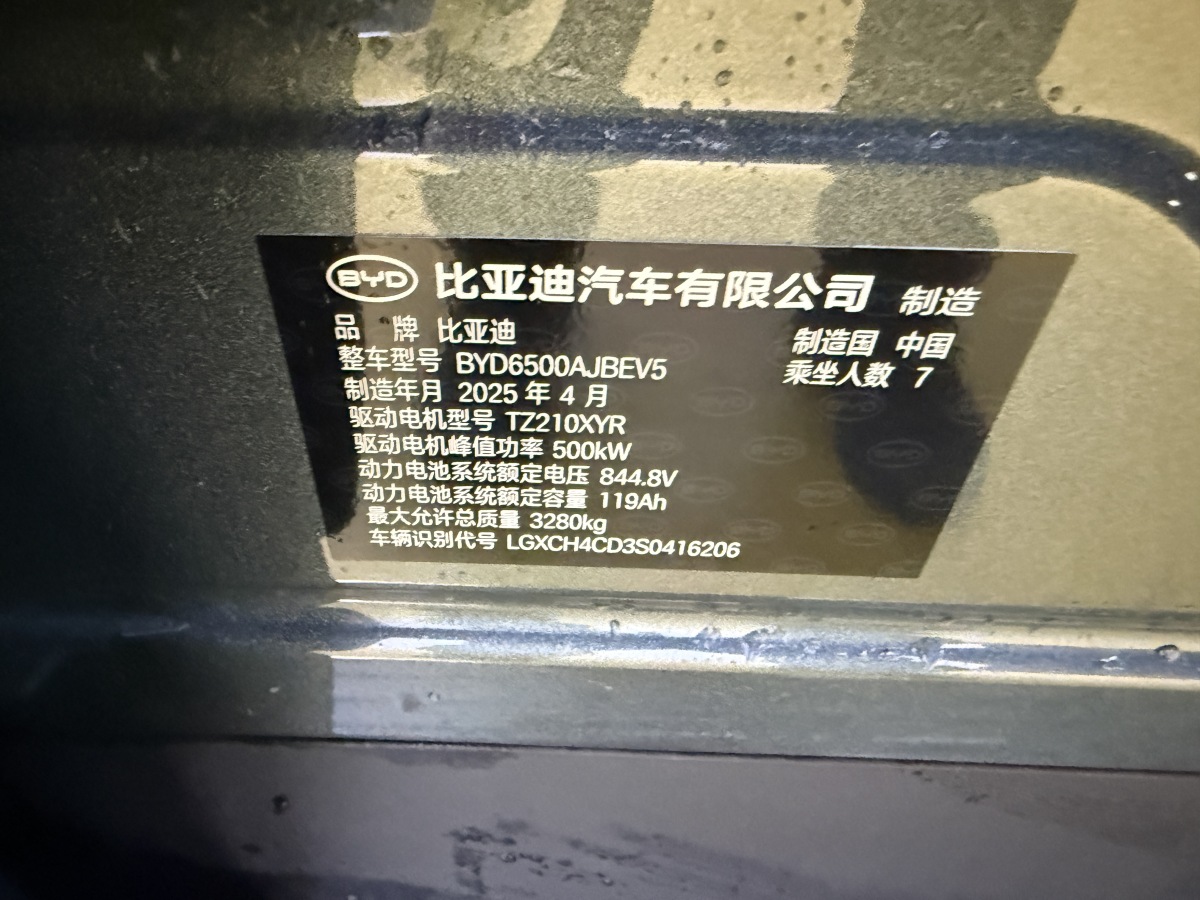 BYD 比亚迪汽车有限公司 制造
品 牌 比亚迪 制造国 中国
整车型号 BYD6500AJBEV5 乘坐人数 7
制造年月 2025 年 4 月
驱动电机型号 TZ210XYR
驱动电机峰值功率 500kW
动力电池系统额定电压 844.8V
动力电池系统额定容量 119Ah
最大允许总质量 3280kg
车辆识别代号 LGXCH4CD3S0416206